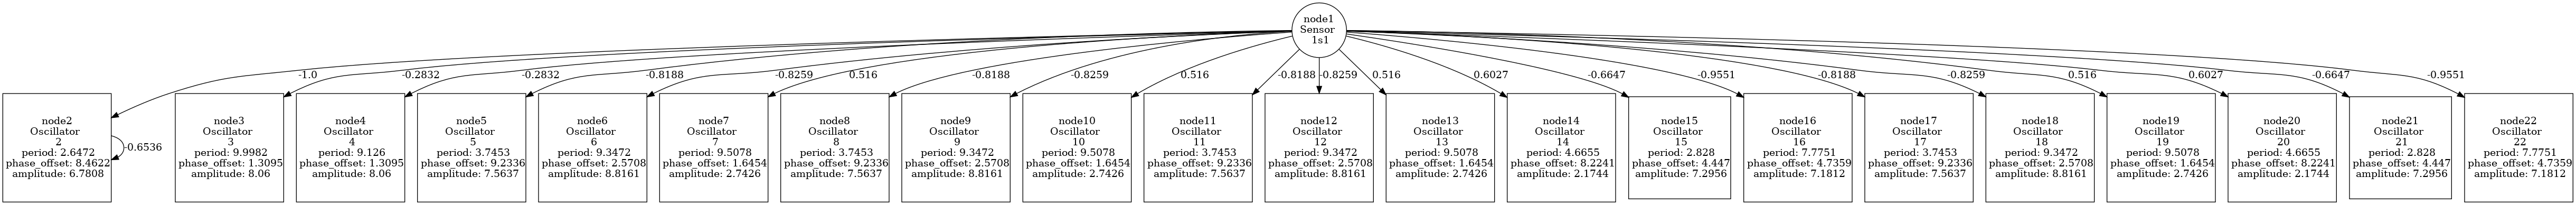 node1
Sensor
1s1
-1.0
-0.2832
-0.2832
-0.8188
-0.8259
0.516
-0.8188
-0.8259
0.516
-0.8188
-0.8259
0.516
0.6027
-0.6647
-0.9551
-0.8188
-0.8259
0.516
0.6027
-0.6647
-0.9551
node2
Oscillator
2
period: 2.6472
phase_offset: 8.4622
amplitude: 6.7808
-0.6536
node3
Oscillator
3
period: 9.9982
phase_offset: 1.3095
amplitude: 8.06
node4
Oscillator
4
period: 9.126
phase_offset: 1.3095
amplitude: 8.06
node5
Oscillator
5
period: 3.7453
phase_offset: 9.2336
amplitude: 7.5637
node6
Oscillator
6
period: 9.3472
phase_offset: 2.5708
amplitude: 8.8161
node7
Oscillator
7
period: 9.5078
phase_offset: 1.6454
amplitude: 2.7426
node8
Oscillator
8
period: 3.7453
phase_offset: 9.2336
amplitude: 7.5637
node9
Oscillator
9
period: 9.3472
phase_offset: 2.5708
amplitude: 8.8161
node10
Oscillator
10
period: 9.5078
phase_offset: 1.6454
amplitude: 2.7426
node11
Oscillator
11
period: 3.7453
phase_offset: 9.2336
amplitude: 7.5637
node12
Oscillator
12
period: 9.3472
phase_offset: 2.5708
amplitude: 8.8161
node13
Oscillator
13
period: 9.5078
phase_offset: 1.6454
amplitude: 2.7426
node14
Oscillator
14
period: 4.6655
phase_offset: 8.2241
amplitude: 2.1744
node15
Oscillator
15
period: 2.828
phase_offset: 4.447
amplitude: 7.2956
node16
Oscillator
16
period: 7.7751
phase_offset: 4.7359
amplitude: 7.1812
node17
Oscillator
17
period: 3.7453
phase_offset: 9.2336
amplitude: 7.5637
node18
Oscillator
18
period: 9.3472
phase_offset: 2.5708
amplitude: 8.8161
node19
Oscillator
19
period: 9.5078
phase_offset: 1.6454
amplitude: 2.7426
node20
Oscillator
20
period: 4.6655
phase_offset: 8.2241
amplitude: 2.1744
node21
Oscillator
21
period: 2.828
phase_offset: 4.447
amplitude: 7.2956
node22
Oscillator
22
period: 7.7751
phase_offset: 4.7359
amplitude: 7.1812